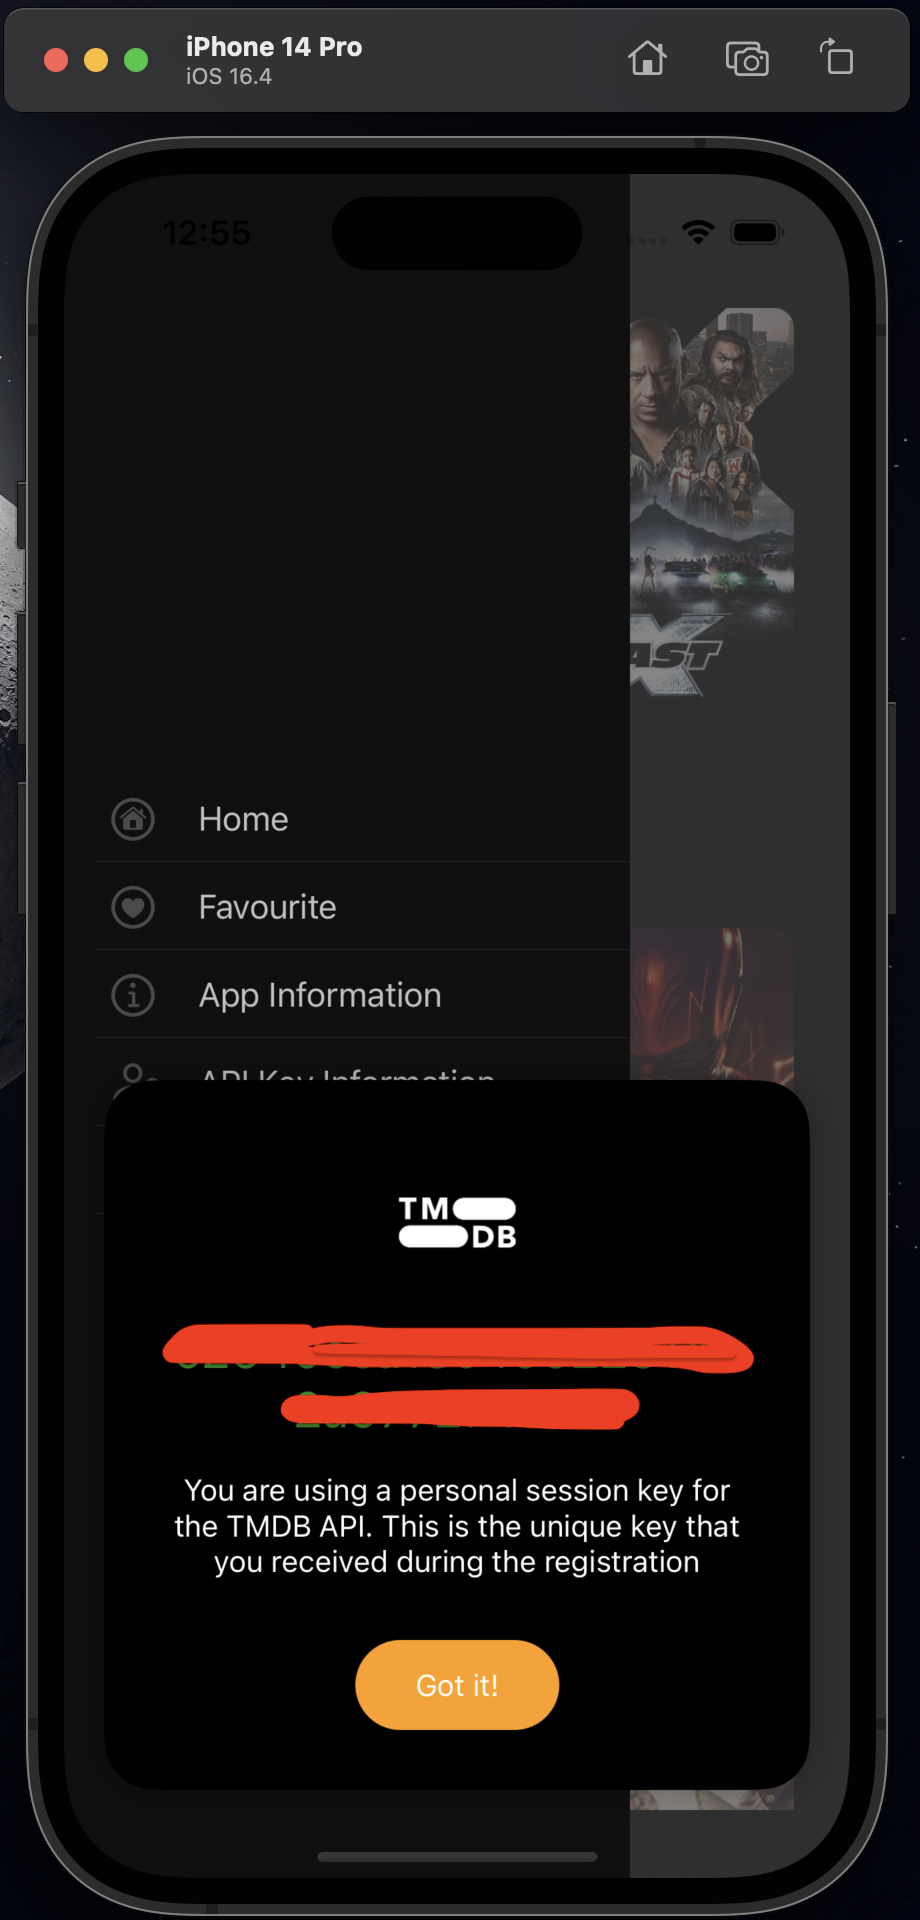 iPhone 14 Pro
iOS 16.4
12:55
AST
Home
Favourite
App Information
API Key Information
TM
DB
You are using a personal session key for
the TMDB API. This is the unique key that
you received during the registration
Got it!